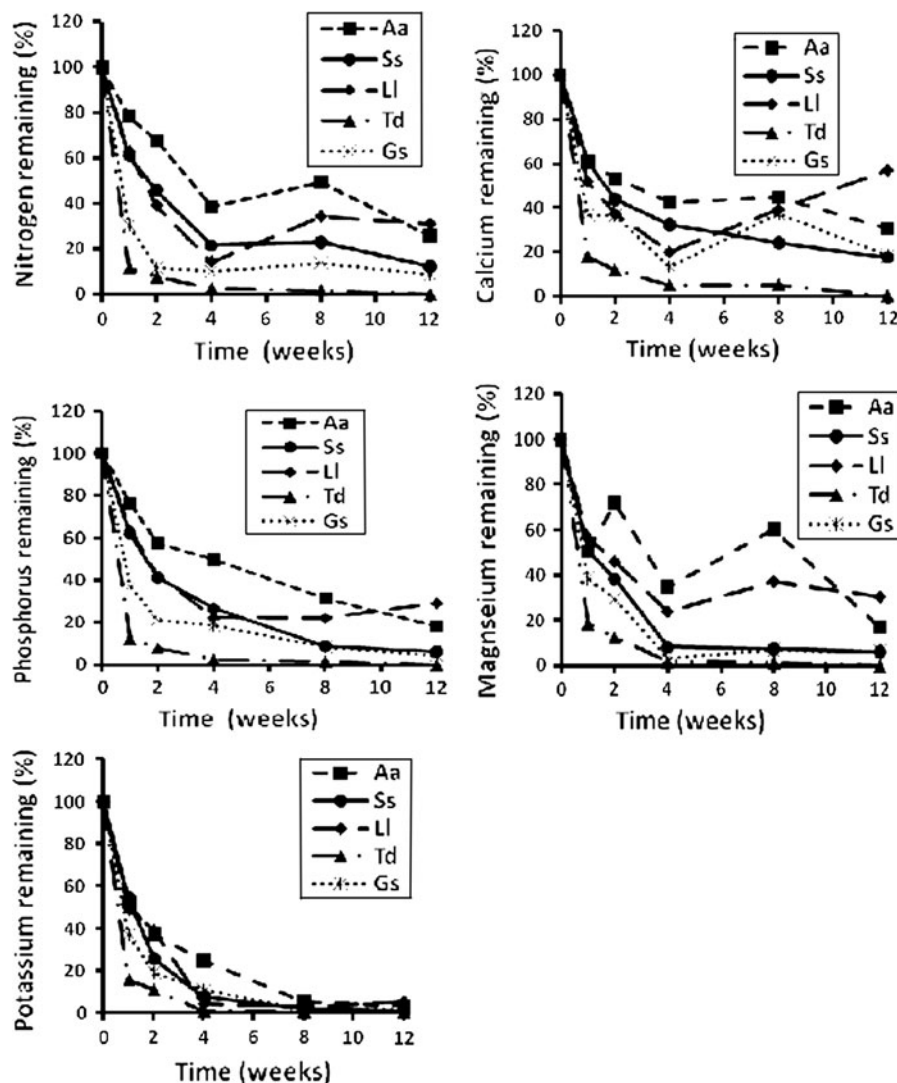 Nitrogen remaining (%)
120
100
80
60
40
20
0
0 2 4 6 8 10 12
Time (weeks)
Aa
Ss
Ll
Td
Gs
Calcium remaining (%)
120
100
80
60
40
20
0
0 2 4 6 8 10 12
Time (weeks)
Aa
Ss
Ll
Td
Gs
Phosphorus remaining (%)
120
100
80
60
40
20
0
0 2 4 6 8 10 12
Time (weeks)
Aa
Ss
Ll
Td
Gs
Magnseium remaining (%)
120
100
80
60
40
20
0
0 2 4 6 8 10 12
Time (weeks)
Aa
Ss
Ll
Td
Gs
Potassium remaining (%)
120
100
80
60
40
20
0
0 2 4 6 8 10 12
Time (weeks)
Aa
Ss
Ll
Td
Gs